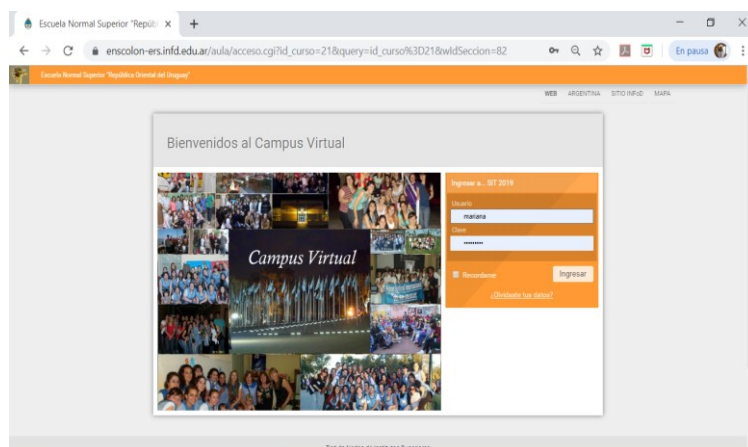 Escuela Normal Superior "Repúbl
enscolon-ers.infd.edu.ar/aula/acceso.cgi?id_curso=21&query=id_curso%3D21&wIdSeccion=82
En pausa
Escuela Normal Superior "República Oriental del Uruguay"
WEB ARGENTINA SITIO INFoD MAPA
Bienvenidos al Campus Virtual
Ingresar a... SIT 2019
Usuario
mariana
Clave
•••••••••
Campus Virtual
Recordarme
Ingresar
¿Olvidaste tus datos?